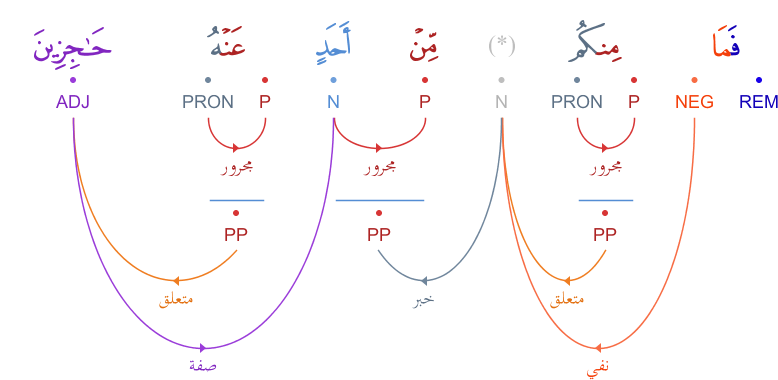 فَمَا مِنكُم (*) مِّنْ أَحَدٍ عَنْهُ حَـٰجِزِينَ
REM NEG P PRON N P N P PRON ADJ
مجرور مجرور مجرور
PP PP PP
متعلق خبر متعلق
نفي صفة